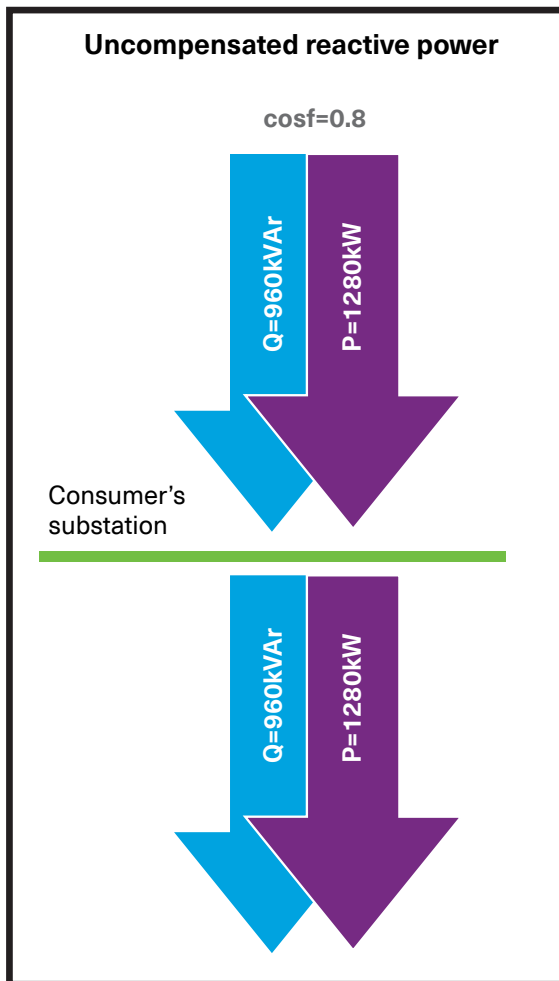 Uncompensated reactive power
cosf=0.8
Q=960kVAr
P=1280kW
Consumer’s
substation
Q=960kVAr
P=1280kW